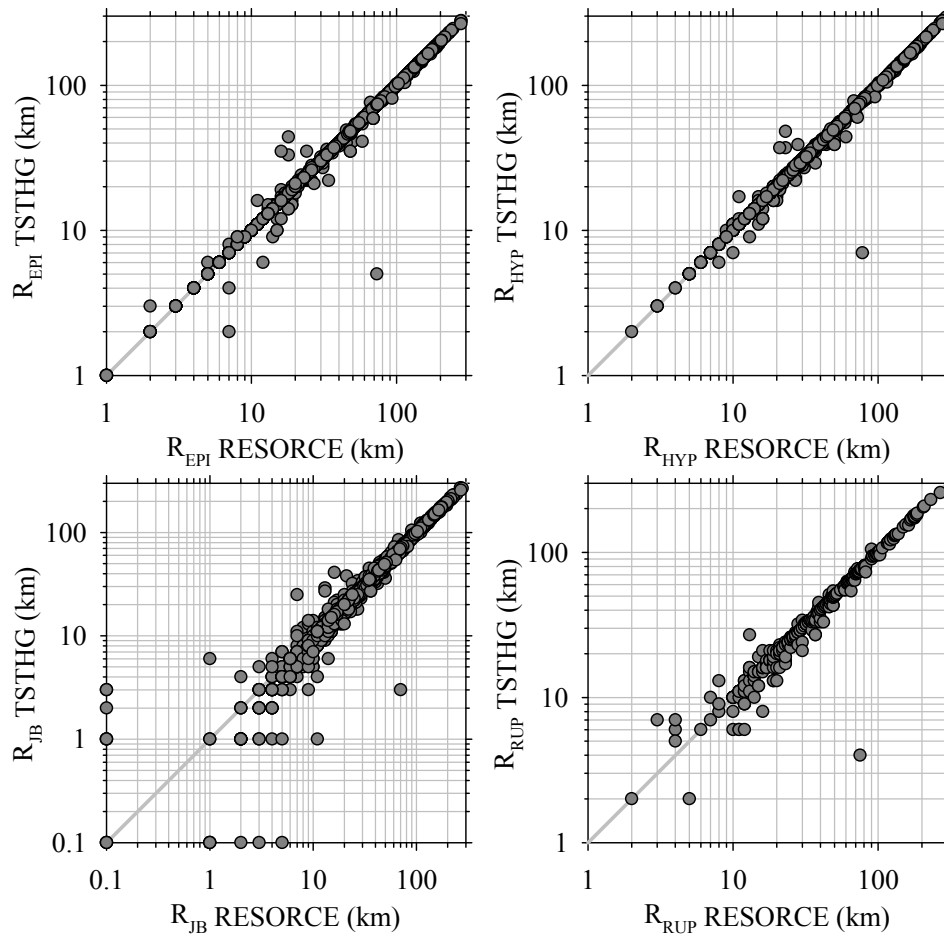 100
10
1
R_EPI TSTHG (km)
1 10 100
R_EPI RESORCE (km)
100
10
1
R_HYP TSTHG (km)
1 10 100
R_HYP RESORCE (km)
100
10
1
0.1
R_JB TSTHG (km)
0.1 1 10 100
R_JB RESORCE (km)
100
10
1
R_RUP TSTHG (km)
1 10 100
R_RUP RESORCE (km)